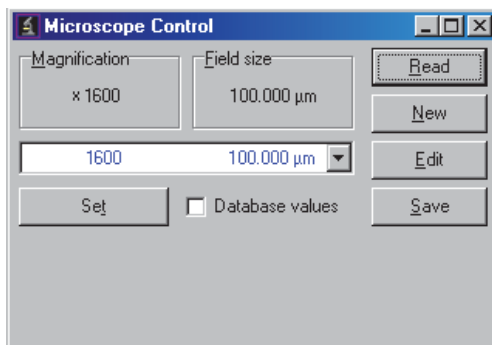 Microscope Control
Magnification
× 1600
Field size
100.000 µm
Read
New
1600 100.000 µm
Edit
Set
Database values
Save